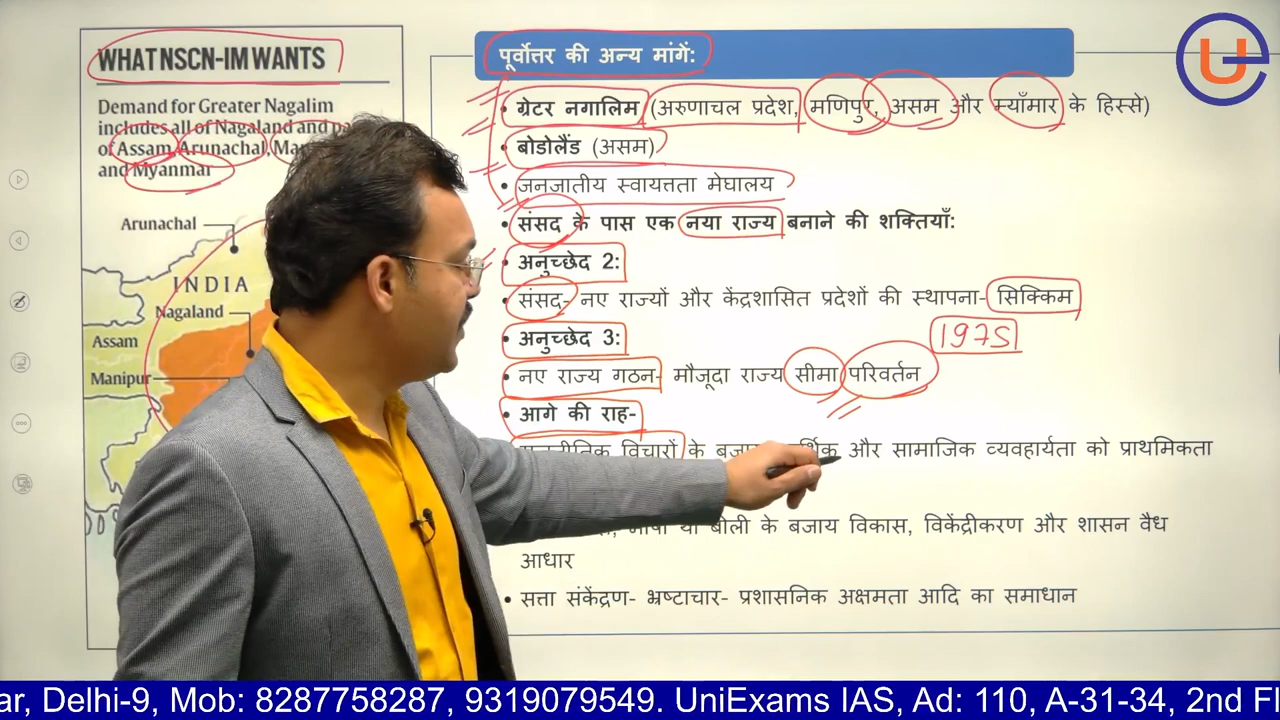 WHAT NSCN-IM WANTS
Demand for Greater Nagalim
includes all of Nagaland and
of Assam, Arunachal,
and Myanmar
Arunachal
INDIA
Nagaland
Assam
Manipur
पूर्वोत्तर की अन्य मांगें:
• ग्रेटर नगालिम (अरुणाचल प्रदेश, मणिपुर, असम और म्याँमार के हिस्से)
• बोडोलैंड (असम)
• जनजातीय स्वायत्तता मेघालय
• संसद के पास एक नया राज्य बनाने की शक्तियाँ:
• अनुच्छेद 2:
• संसद- नए राज्यों और केंद्रशासित प्रदेशों की स्थापना- सिक्किम
1975
• अनुच्छेद 3:
• नए राज्य गठन- मौजूदा राज्य सीमा परिवर्तन
• आगे की राह-
राजनीतिक विचारों के और सामाजिक व्यवहार्यता को प्राथमिकता
या बोली के बजाय विकास, विकेंद्रीकरण और शासन वैध
आधार
• सत्ता संकेंद्रण- भ्रष्टाचार- प्रशासनिक अक्षमता आदि का समाधान
U
ar, Delhi-9, Mob: 8287758287, 9319079549. UniExams IAS, Ad: 110, A-31-34, 2nd Fl